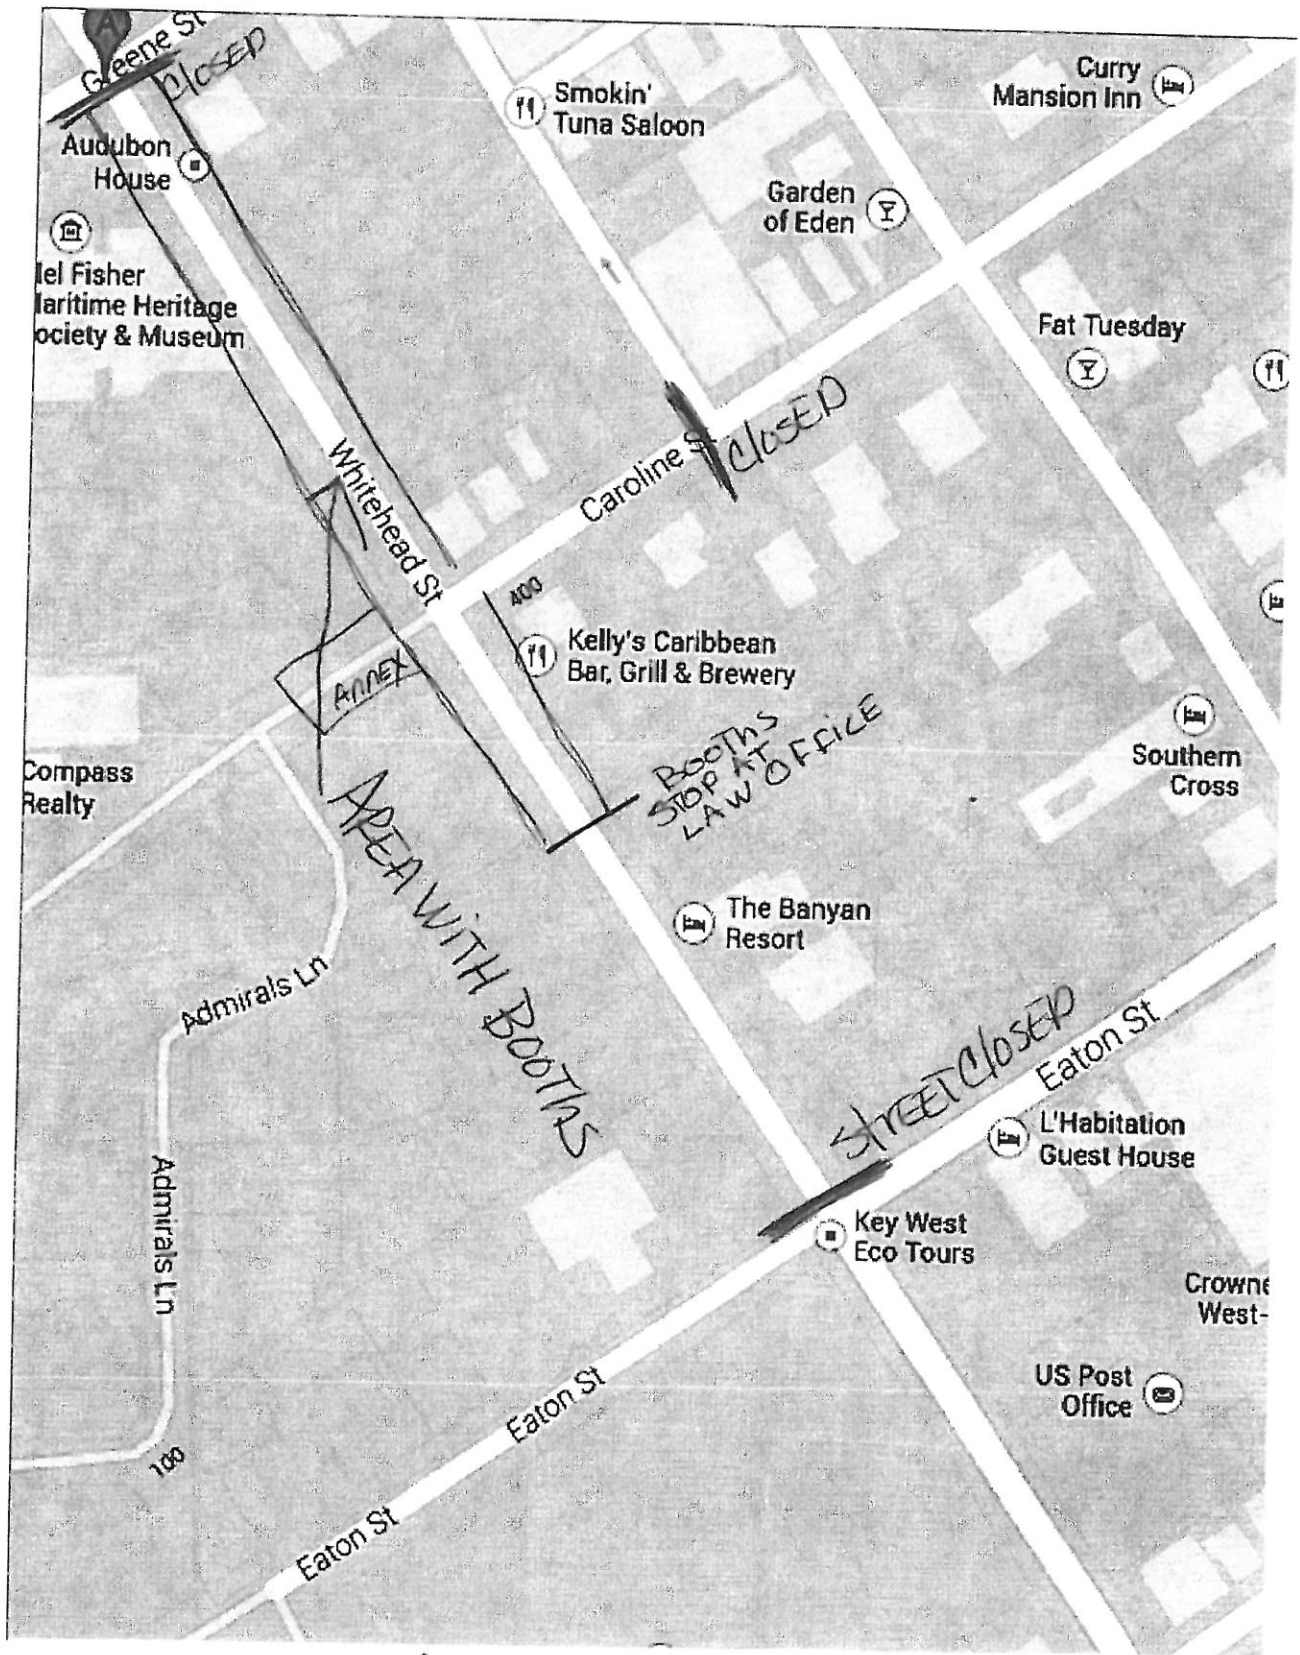 A
Greene St
CLOSED
Smokin'
Tuna Saloon
Curry
Mansion Inn
Audubon
House
Garden
of Eden
lel Fisher
laritime Heritage
ociety & Museum
Fat Tuesday
Whitehead St
Caroline St
CLOSED
400
Kelly's Caribbean
Bar, Grill & Brewery
ANNEX
BOOTHS
STOP AT
LAW OFFICE
Southern
Cross
Compass
Realty
AREA WITH BOOTHS
The Banyan
Resort
Admirals Ln
STREET CLOSED
Eaton St
L'Habitation
Guest House
Admirals Ln
Key West
Eco Tours
Crowne
West-
US Post
Office
Eaton St
100
Eaton St